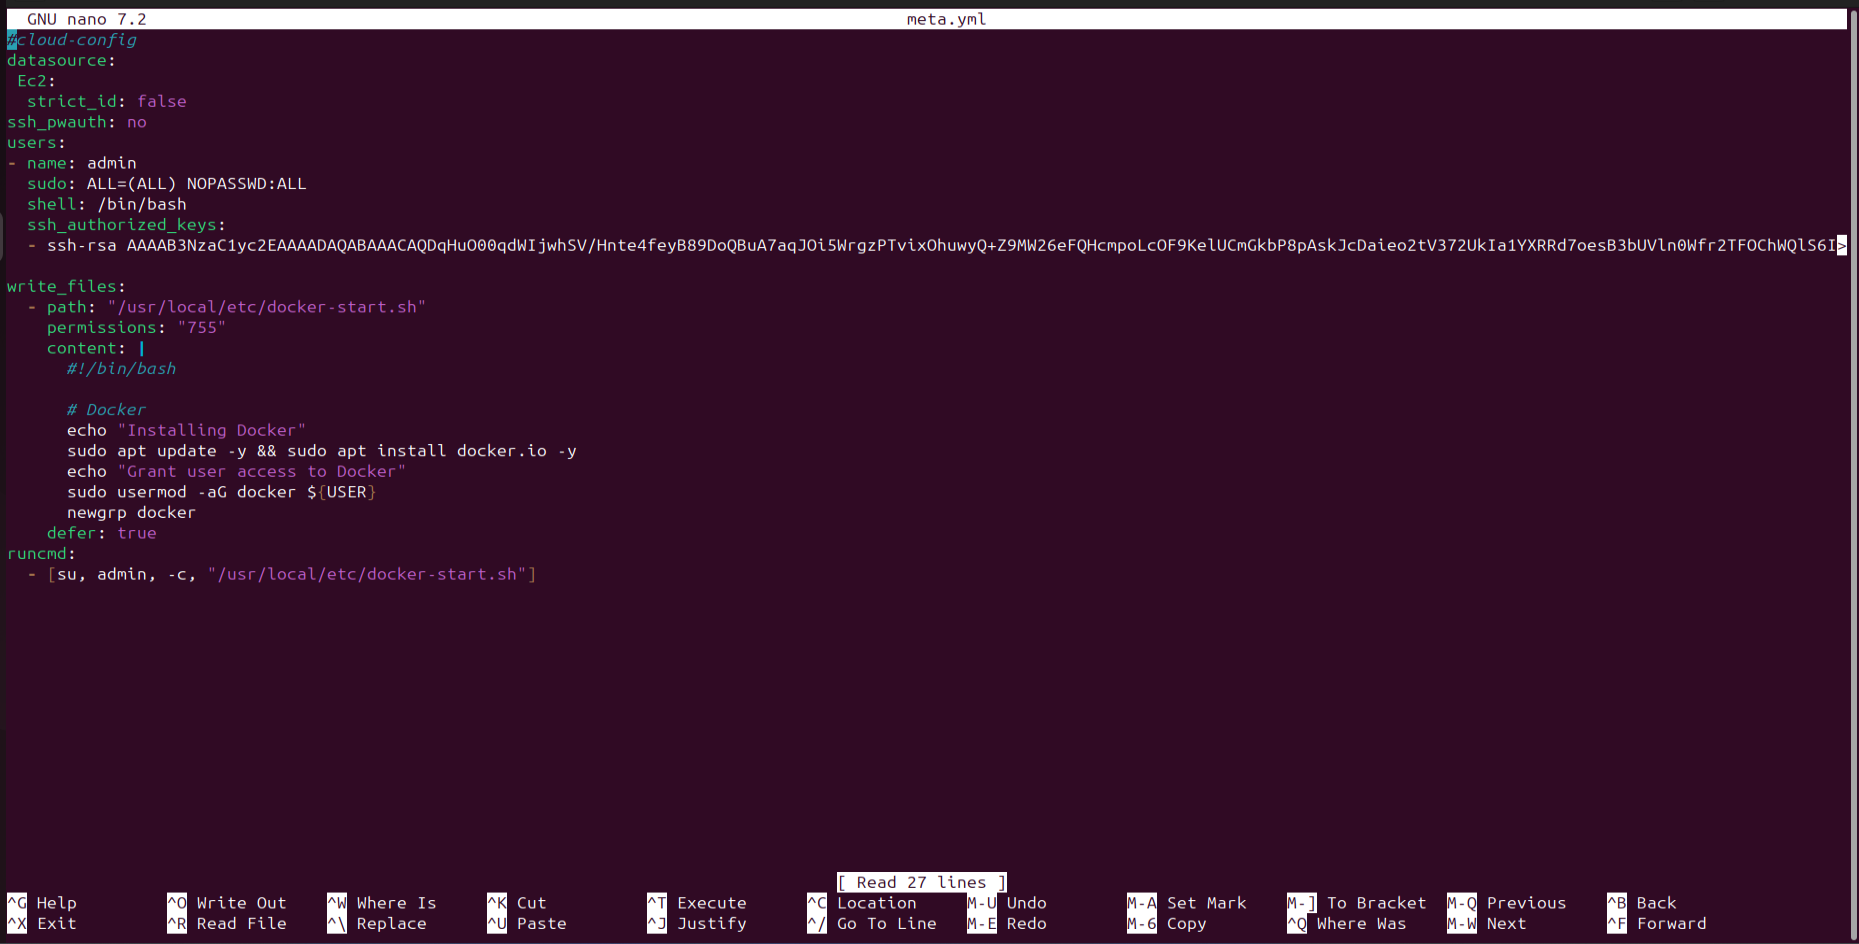 GNU nano 7.2 meta.yml
#cloud-config
datasource:
 Ec2:
  strict_id: false
ssh_pwauth: no
users:
- name: admin
  sudo: ALL=(ALL) NOPASSWD:ALL
  shell: /bin/bash
  ssh_authorized_keys:
  - ssh-rsa AAAAB3NzaC1yc2EAAAADAQABAAACAQDqHuO00qdWIjwhSV/Hnte4feyB89DoQBuA7aqJOi5WrgzPTvixOhuwyQ+Z9MW26eFQHcmpoLcOF9KelUCmGkbP8pAskJcDaieo2tV372UkIa1YXRRd7oesB3bUVln0Wfr2TFOChWQlS6I>
write_files:
  - path: "/usr/local/etc/docker-start.sh"
    permissions: "755"
    content: |
      #!/bin/bash
      # Docker
      echo "Installing Docker"
      sudo apt update -y && sudo apt install docker.io -y
      echo "Grant user access to Docker"
      sudo usermod -aG docker ${USER}
      newgrp docker
    defer: true
runcmd:
  - [su, admin, -c, "/usr/local/etc/docker-start.sh"]
[ Read 27 lines ]
^G Help ^O Write Out ^W Where Is ^K Cut ^T Execute ^C Location M-U Undo M-A Set Mark M-] To Bracket M-Q Previous ^B Back
^X Exit ^R Read File ^\ Replace ^U Paste ^J Justify ^/ Go To Line M-E Redo M-6 Copy ^Q Where Was M-W Next ^F Forward